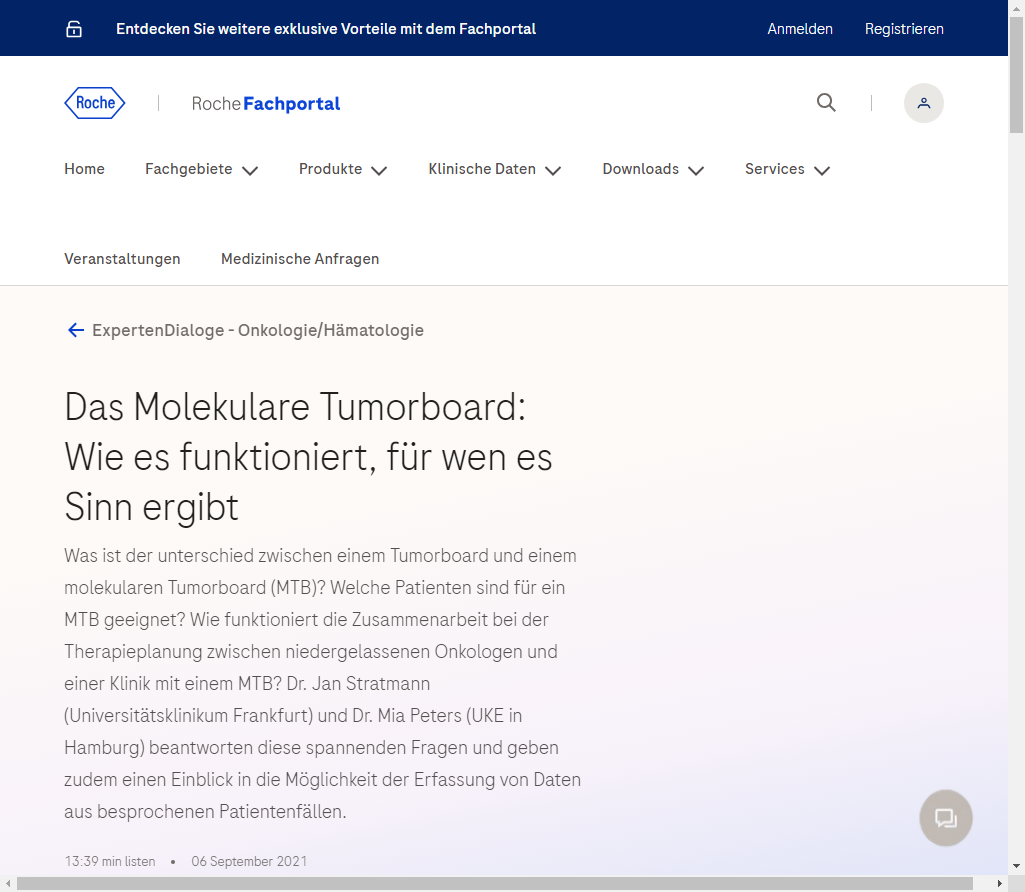 Entdecken Sie weitere exklusive Vorteile mit dem Fachportal
Anmelden
Registrieren
Roche
Roche Fachportal
Home
Fachgebiete
Produkte
Klinische Daten
Downloads
Services
Veranstaltungen
Medizinische Anfragen
ExpertenDialoge - Onkologie/Hämatologie
Das Molekulare Tumorboard:
Wie es funktioniert, für wen es
Sinn ergibt
Was ist der unterschied zwischen einem Tumorboard und einem
molekularen Tumorboard (MTB)? Welche Patienten sind für ein
MTB geeignet? Wie funktioniert die Zusammenarbeit bei der
Therapieplanung zwischen niedergelassenen Onkologen und
einer Klinik mit einem MTB? Dr. Jan Stratmann
(Universitätsklinikum Frankfurt) und Dr. Mia Peters (UKE in
Hamburg) beantworten diese spannenden Fragen und geben
zudem einen Einblick in die Möglichkeit der Erfassung von Daten
aus besprochenen Patientenfällen.
13:39 min listen • 06 September 2021